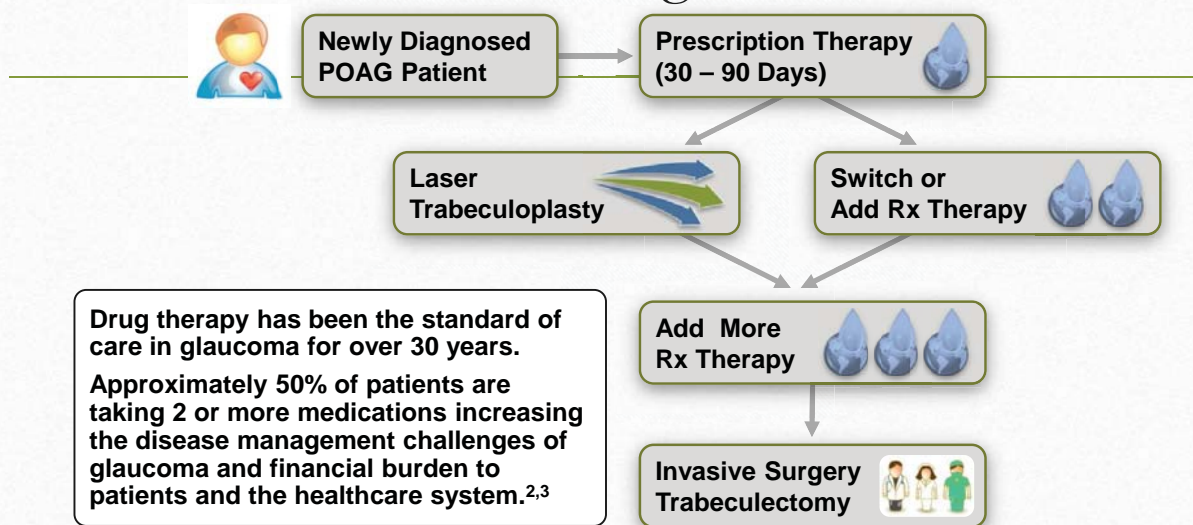 Newly Diagnosed
POAG Patient
Prescription Therapy
(30 – 90 Days)
Laser
Trabeculoplasty
Switch or
Add Rx Therapy
Drug therapy has been the standard of
care in glaucoma for over 30 years.
Approximately 50% of patients are
taking 2 or more medications increasing
the disease management challenges of
glaucoma and financial burden to
patients and the healthcare system.2,3
Add More
Rx Therapy
Invasive Surgery
Trabeculectomy